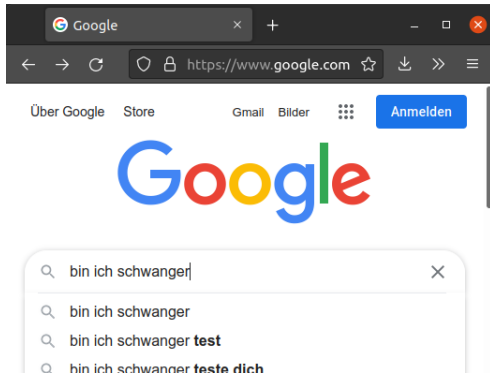 Google
https://www.google.com
Über Google Store Gmail Bilder Anmelden
Google
bin ich schwanger
bin ich schwanger
bin ich schwanger test
bin ich schwanger teste dich